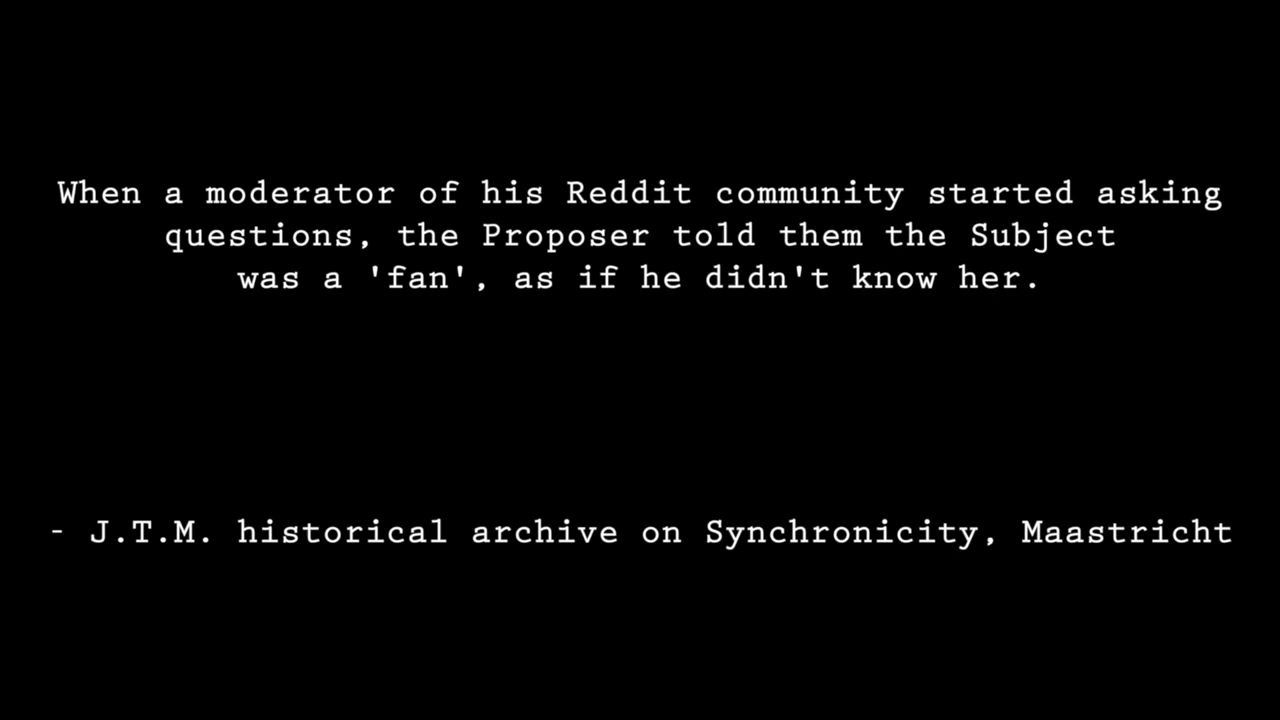 When a moderator of his Reddit community started asking
questions, the Proposer told them the Subject
was a 'fan', as if he didn't know her.
- J.T.M. historical archive on Synchronicity, Maastricht